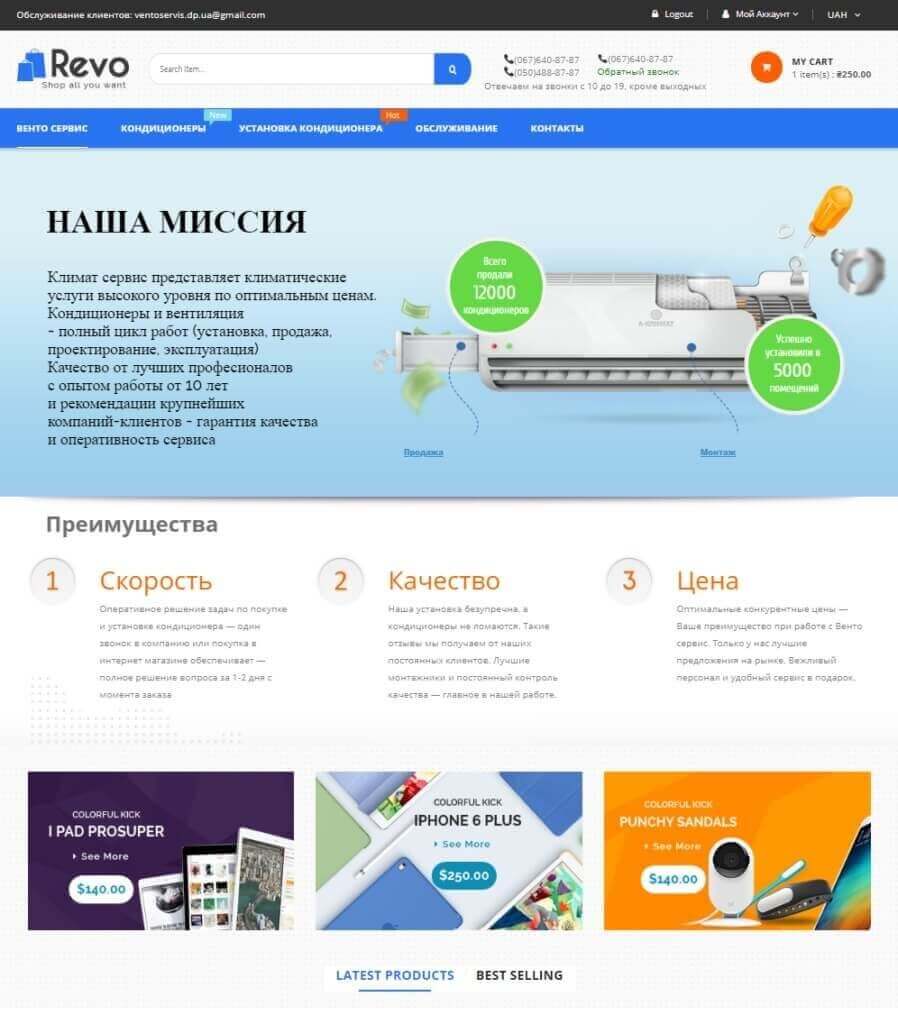 Обслуживание клиентов: ventoservis.dp.ua@gmail.com
Logout
Мой Аккаунт
UAH
Revo
Shop all you want
Search Item...
(067)640-87-87
(067)640-87-87
(050)488-87-87
Обратный звонок
Отвечаем на звонки с 10 до 19, кроме выходных
MY CART
1 item(s) : ₴250.00
New
Hot
ВЕНТО СЕРВИС
КОНДИЦИОНЕРЫ
УСТАНОВКА КОНДИЦИОНЕРА
ОБСЛУЖИВАНИЕ
КОНТАКТЫ
НАША МИССИЯ
Климат сервис представляет климатические
услуги высокого уровня по оптимальным ценам.
Кондиционеры и вентиляция
- полный цикл работ (установка, продажа,
проектирование, эксплуатация)
Качество от лучших професионалов
с опытом работы от 10 лет
и рекомендации крупнейших
компаний-клиентов - гарантия качества
и оперативность сервиса
Всего
продали
12000
кондиционеров
А-КЛИМАТ
Успешно
установили в
5000
помещений
Продажа
Монтаж
Преимущества
1
Скорость
Оперативное решение задач по покупке
и установке кондиционера — один
звонок в компанию или покупка в
интернет магазине обеспечивает —
полное решение вопроса за 1-2 дня с
момента заказа
2
Качество
Наша установка безупречна, а
кондиционеры не ломаются. Такие
отзывы мы получаем от наших
постоянных клиентов. Лучшие
монтажники и постоянный контроль
качества — главное в нашей работе.
3
Цена
Оптимальные конкурентные цены —
Ваше преимущество при работе с Венто
сервис. Только у нас лучшие
предложения на рынке. Вежливый
персонал и удобный сервис в подарок.
COLORFUL KICK
I PAD PROSUPER
See More
$140.00
COLORFUL KICK
IPHONE 6 PLUS
See More
$250.00
COLORFUL KICK
PUNCHY SANDALS
See More
$140.00
LATEST PRODUCTS
BEST SELLING